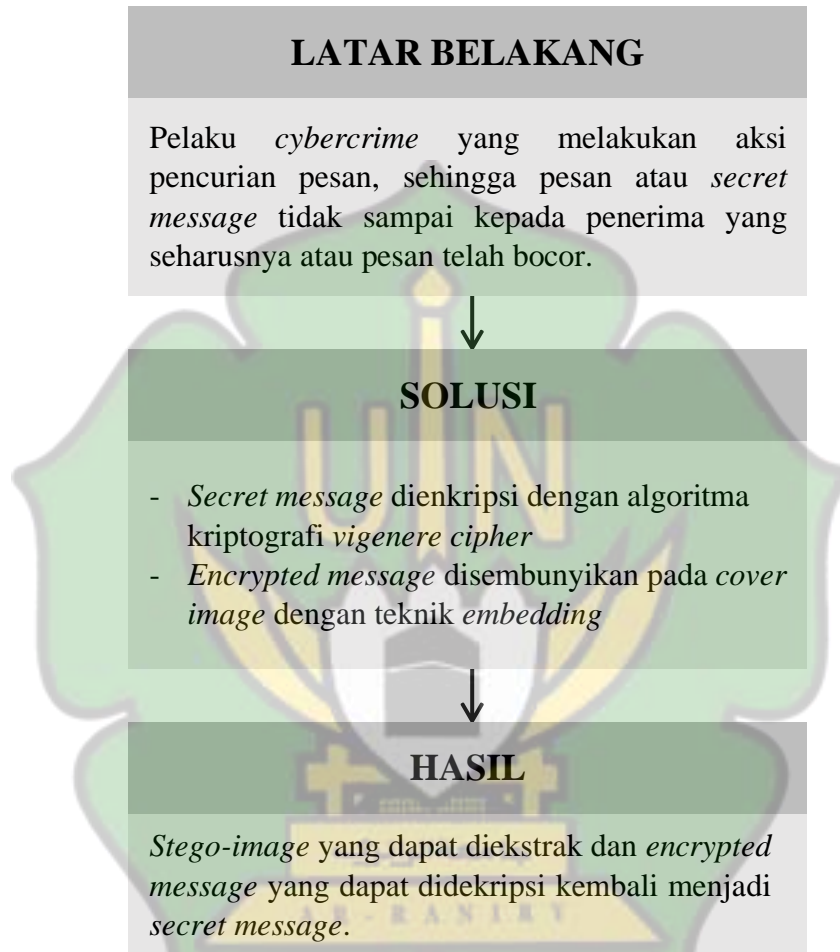 LATAR BELAKANG
Pelaku cybercrime yang melakukan aksi
pencurian pesan, sehingga pesan atau secret
message tidak sampai kepada penerima yang
seharusnya atau pesan telah bocor.
SOLUSI
- Secret message dienkripsi dengan algoritma
kriptografi vigenere cipher
- Encrypted message disembunyikan pada cover
image dengan teknik embedding
HASIL
Stego-image yang dapat diekstrak dan encrypted
message yang dapat didekripsi kembali menjadi
secret message.
UIN
AR-RANIRY